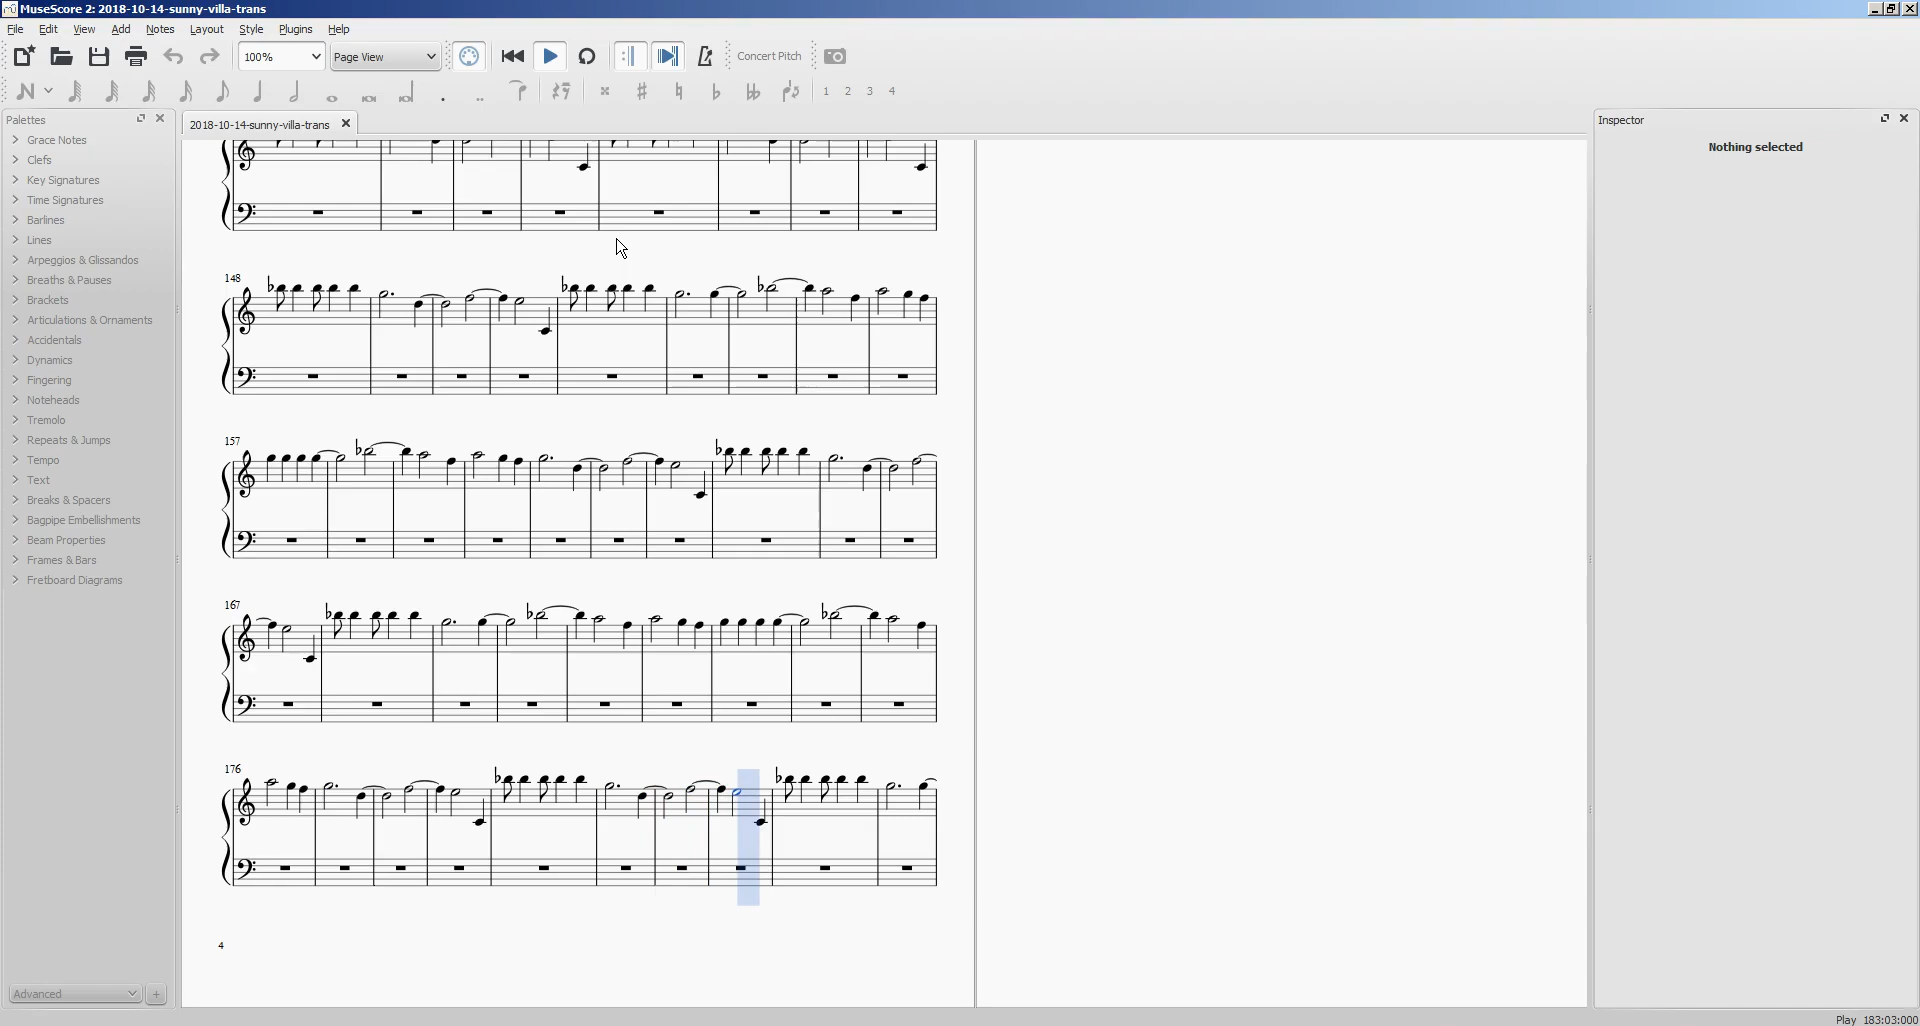 MuseScore 2: 2018-10-14-sunny-villa-trans
File Edit View Add Notes Layout Style Plugins Help
100% Page View Concert Pitch
1 2 3 4
Palettes
2018-10-14-sunny-villa-trans
Inspector
Nothing selected
Grace Notes
Clefs
Key Signatures
Time Signatures
Barlines
Lines
Arpeggios & Glissandos
Breaths & Pauses
Brackets
Articulations & Ornaments
Accidentals
Dynamics
Fingering
Noteheads
Tremolo
Repeats & Jumps
Tempo
Text
Breaks & Spacers
Bagpipe Embellishments
Beam Properties
Frames & Bars
Fretboard Diagrams
148
157
167
176
4
Advanced +
Play 183:03:000